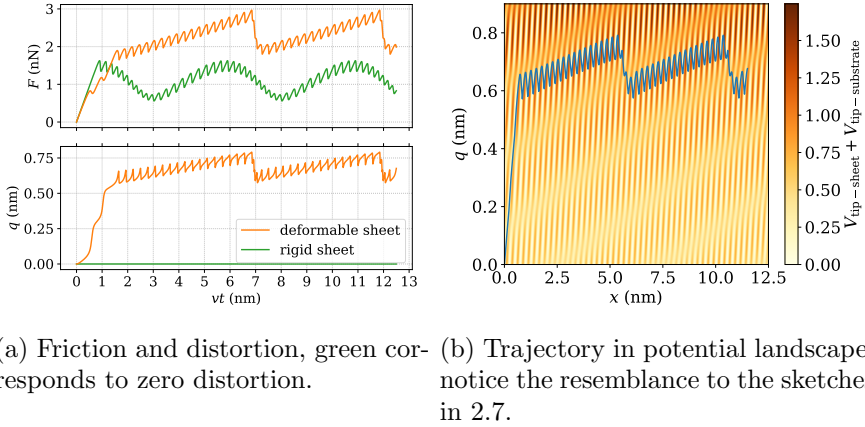 3
2
1
0
F (nN)
0.75
0.50
0.25
0.00
q (nm)
deformable sheet
rigid sheet
0 1 2 3 4 5 6 7 8 9 10 11 12 13
vt (nm)
0.8
0.6
0.4
0.2
0.0
q (nm)
0.0 2.5 5.0 7.5 10.0 12.5
x (nm)
1.50
1.25
1.00
0.75
0.50
0.25
0.00
V_tip−sheet + V_tip−substrate
(a) Friction and distortion, green cor-
responds to zero distortion.
(b) Trajectory in potential landscape
notice the resemblance to the sketche
in 2.7.